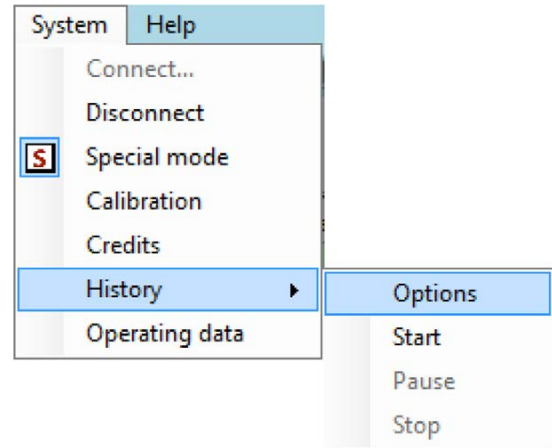 System Help
Connect...
Disconnect
S Special mode
Calibration
Credits
History
Operating data
Options
Start
Pause
Stop